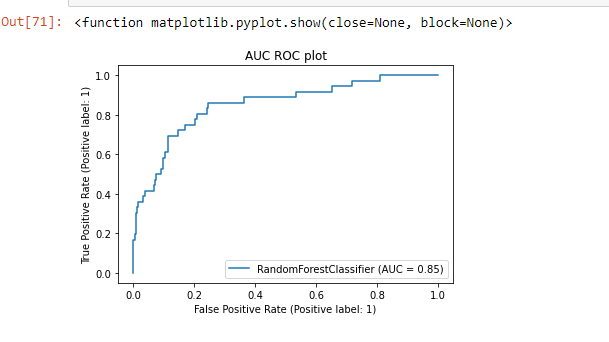 Out[71]: <function matplotlib.pyplot.show(close=None, block=None)>
AUC ROC plot
True Positive Rate (Positive label: 1)
1.0
0.8
0.6
0.4
0.2
0.0
RandomForestClassifier (AUC = 0.85)
0.0 0.2 0.4 0.6 0.8 1.0
False Positive Rate (Positive label: 1)